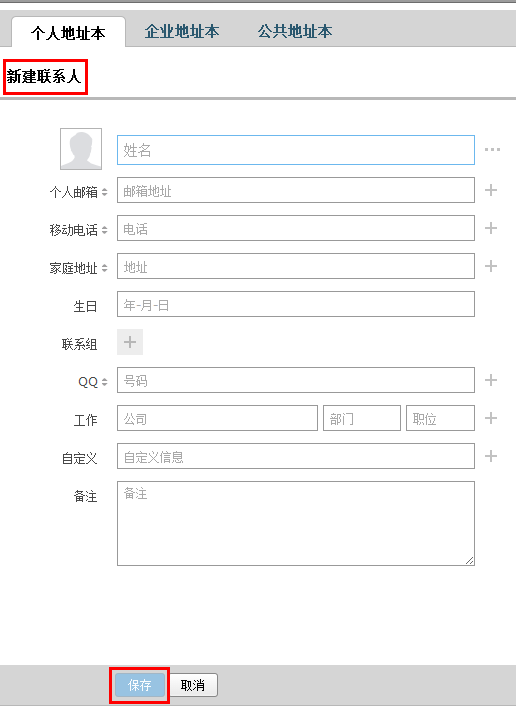 个人地址本 企业地址本 公共地址本
新建联系人
姓名
个人邮箱 邮箱地址
移动电话 电话
家庭地址 地址
生日 年-月-日
联系组
QQ 号码
工作 公司 部门 职位
自定义 自定义信息
备注 备注
保存 取消